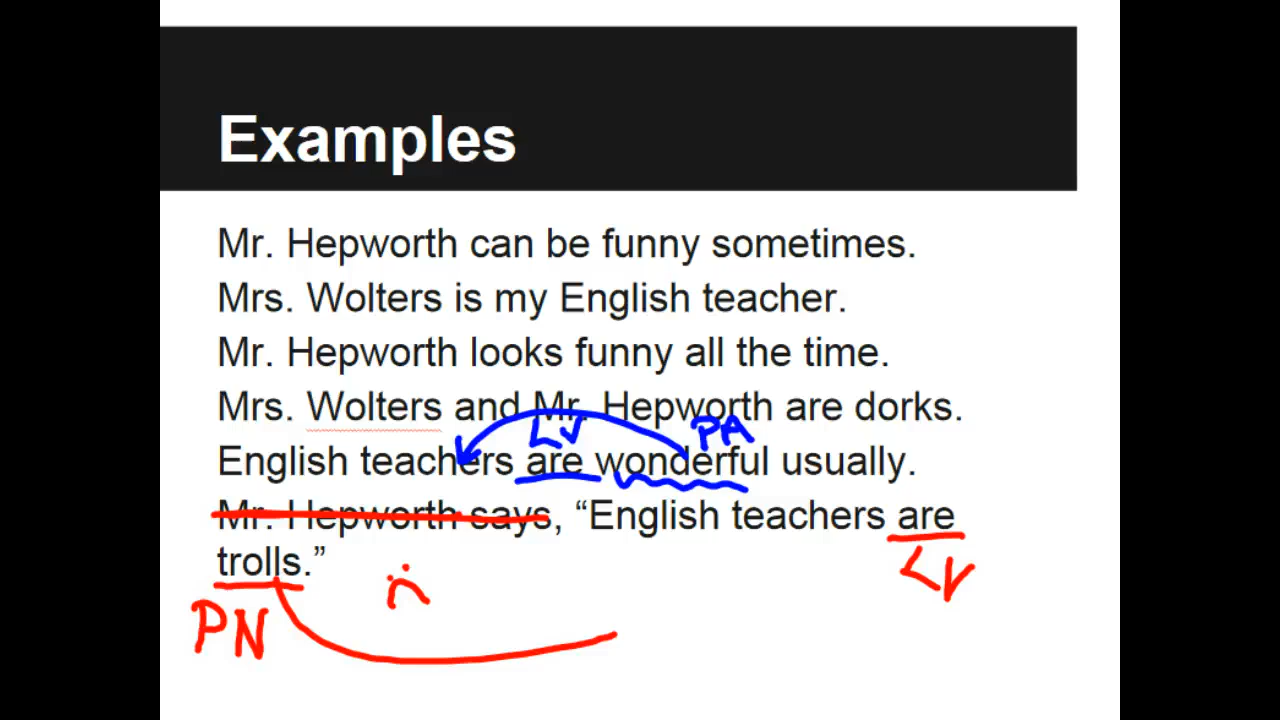 Examples
Mr. Hepworth can be funny sometimes.
Mrs. Wolters is my English teacher.
Mr. Hepworth looks funny all the time.
Mrs. Wolters and Mr. Hepworth are dorks.
LV PA
English teachers are wonderful usually.
Mr. Hepworth says, “English teachers are
trolls.”
LV
PN